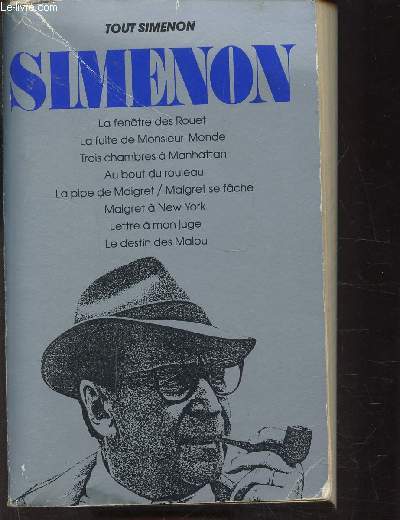 Le-livre.com
TOUT SIMENON
SIMENON
La fenêtre des Rouet
La fuite de Monsieur Monde
Trois chambres à Manhattan
Au bout du rouleau
La pipe de Maigret / Maigret se fâche
Maigret à New York
Lettre à mon juge
Le destin des Malou